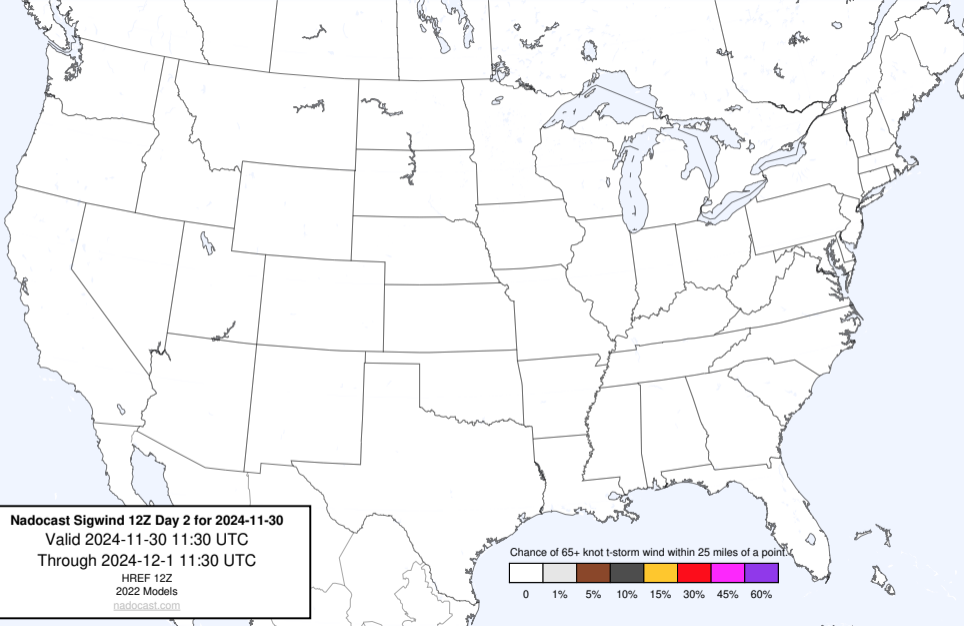 Nadocast Sigwind 12Z Day 2 for 2024-11-30
Valid 2024-11-30 11:30 UTC
Through 2024-12-1 11:30 UTC
HREF 12Z
2022 Models
nadocast.com
Chance of 65+ knot t-storm wind within 25 miles of a point.
0 1% 5% 10% 15% 30% 45% 60%